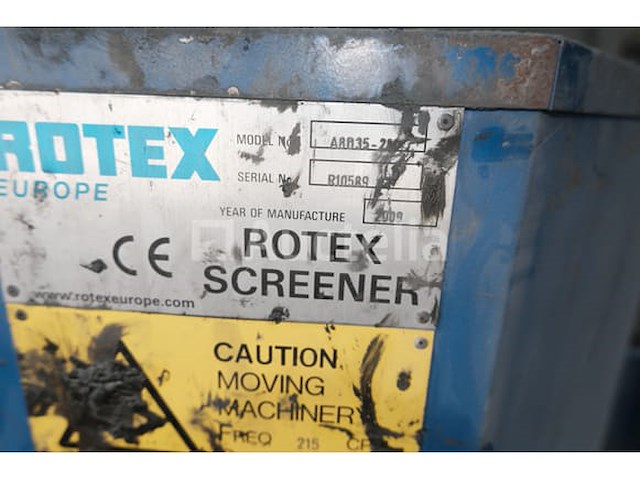 ROTEX
EUROPE
MODEL No
SERIAL No R10589
YEAR OF MANUFACTURE 2009
CE ROTEX
SCREENER
www.rotexeurope.com
CAUTION
MOVING
MACHINERY
FREQ 215